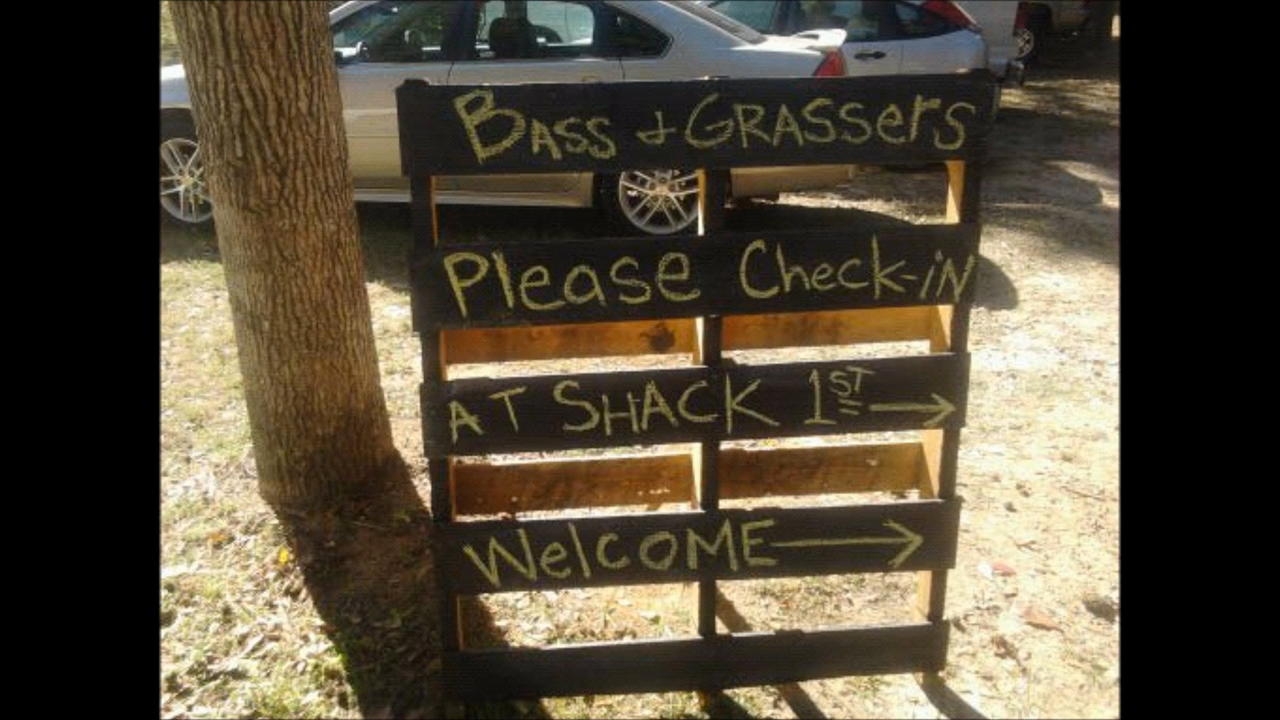 BASS & GRASSers
Please Check-iN
AT SHACK 1ST →
WelcOME →